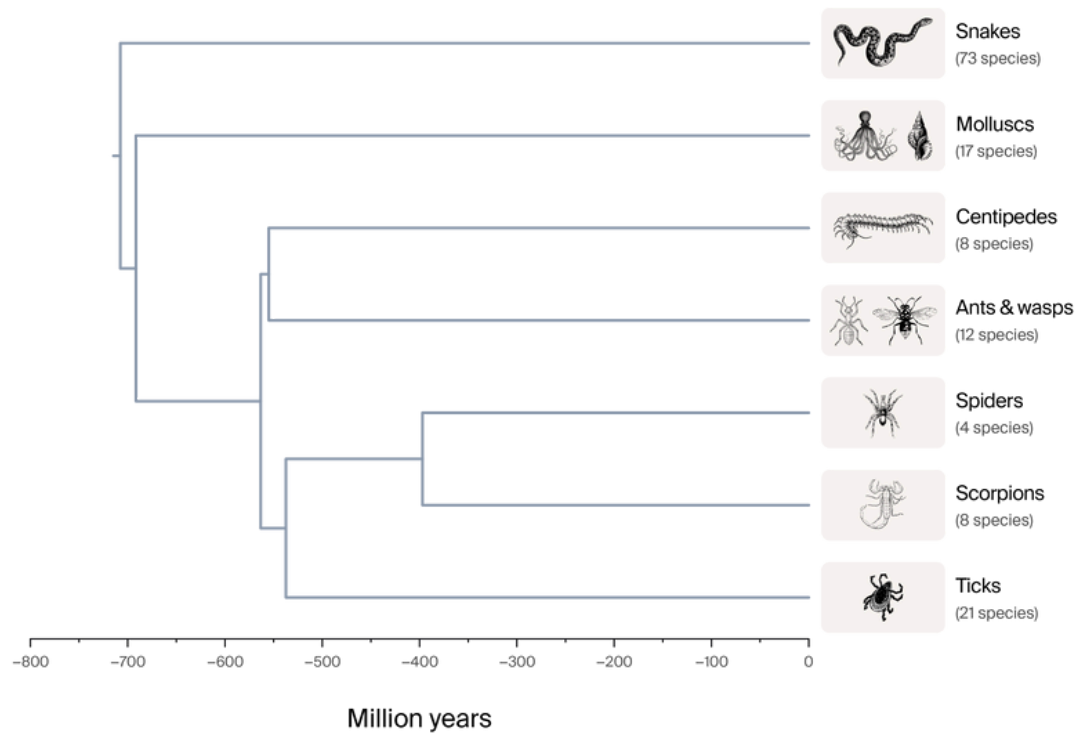 Snakes
(73 species)
Molluscs
(17 species)
Centipedes
(8 species)
Ants & wasps
(12 species)
Spiders
(4 species)
Scorpions
(8 species)
Ticks
(21 species)
−800 −700 −600 −500 −400 −300 −200 −100 0
Million years